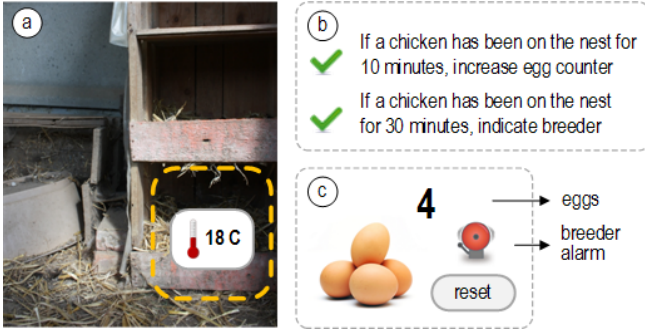 a
18 C
b
If a chicken has been on the nest for
10 minutes, increase egg counter
If a chicken has been on the nest
for 30 minutes, indicate breeder
c
4
eggs
breeder
alarm
reset